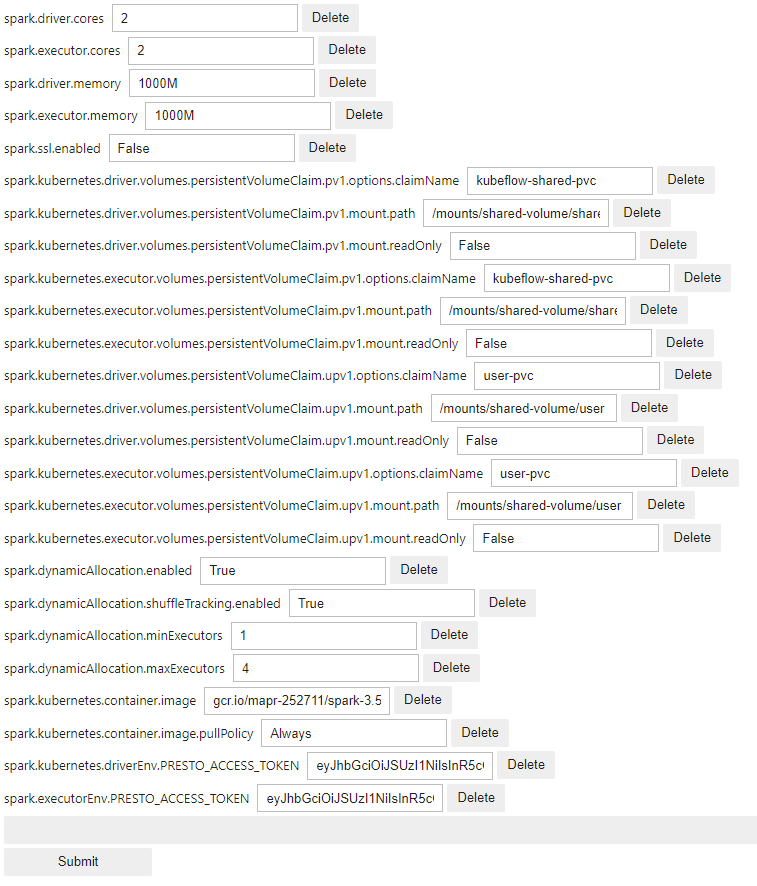 spark.driver.cores 2 Delete
spark.executor.cores 2 Delete
spark.driver.memory 1000M Delete
spark.executor.memory 1000M Delete
spark.ssl.enabled False Delete
spark.kubernetes.driver.volumes.persistentVolumeClaim.pv1.options.claimName kubeflow-shared-pvc Delete
spark.kubernetes.driver.volumes.persistentVolumeClaim.pv1.mount.path /mounts/shared-volume/share Delete
spark.kubernetes.driver.volumes.persistentVolumeClaim.pv1.mount.readOnly False Delete
spark.kubernetes.executor.volumes.persistentVolumeClaim.pv1.options.claimName kubeflow-shared-pvc Delete
spark.kubernetes.executor.volumes.persistentVolumeClaim.pv1.mount.path /mounts/shared-volume/share Delete
spark.kubernetes.executor.volumes.persistentVolumeClaim.pv1.mount.readOnly False Delete
spark.kubernetes.driver.volumes.persistentVolumeClaim.upv1.options.claimName user-pvc Delete
spark.kubernetes.driver.volumes.persistentVolumeClaim.upv1.mount.path /mounts/shared-volume/user Delete
spark.kubernetes.driver.volumes.persistentVolumeClaim.upv1.mount.readOnly False Delete
spark.kubernetes.executor.volumes.persistentVolumeClaim.upv1.options.claimName user-pvc Delete
spark.kubernetes.executor.volumes.persistentVolumeClaim.upv1.mount.path /mounts/shared-volume/user Delete
spark.kubernetes.executor.volumes.persistentVolumeClaim.upv1.mount.readOnly False Delete
spark.dynamicAllocation.enabled True Delete
spark.dynamicAllocation.shuffleTracking.enabled True Delete
spark.dynamicAllocation.minExecutors 1 Delete
spark.dynamicAllocation.maxExecutors 4 Delete
spark.kubernetes.container.image gcr.io/mapr-252711/spark-3.5 Delete
spark.kubernetes.container.image.pullPolicy Always Delete
spark.kubernetes.driverEnv.PRESTO_ACCESS_TOKEN eyJhbGciOiJSUzI1NiIsInR5c Delete
spark.executorEnv.PRESTO_ACCESS_TOKEN eyJhbGciOiJSUzI1NiIsInR5c Delete
Submit